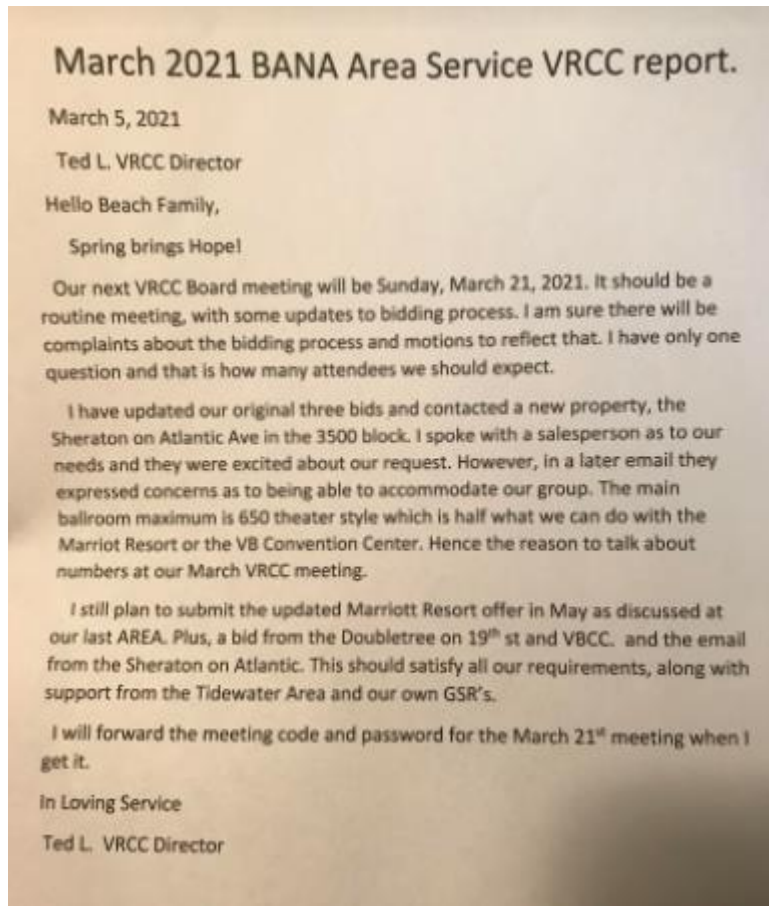 March 2021 BANA Area Service VRCC report.
March 5, 2021
Ted L. VRCC Director
Hello Beach Family,
Spring brings Hope!
Our next VRCC Board meeting will be Sunday, March 21, 2021. It should be a
routine meeting, with some updates to bidding process. I am sure there will be
complaints about the bidding process and motions to reflect that. I have only one
question and that is how many attendees we should expect.
I have updated our original three bids and contacted a new property, the
Sheraton on Atlantic Ave in the 3500 block. I spoke with a salesperson as to our
needs and they were excited about our request. However, in a later email they
expressed concerns as to being able to accommodate our group. The main
ballroom maximum is 650 theater style which is half what we can do with the
Marriot Resort or the VB Convention Center. Hence the reason to talk about
numbers at our March VRCC meeting.
I still plan to submit the updated Marriott Resort offer in May as discussed at
our last AREA. Plus, a bid from the Doubletree on 19th st and VBCC. and the email
from the Sheraton on Atlantic. This should satisfy all our requirements, along with
support from the Tidewater Area and our own GSR's.
I will forward the meeting code and password for the March 21st meeting when I
get it.
In Loving Service
Ted L. VRCC Director